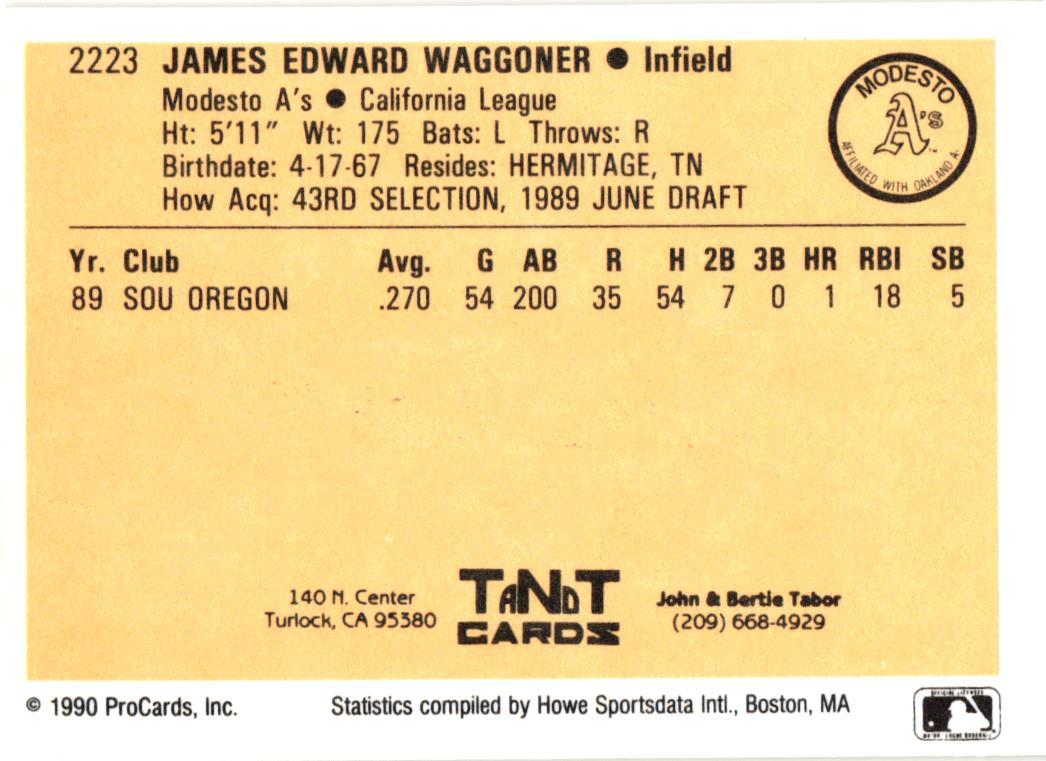 2223 JAMES EDWARD WAGGONER ● Infield
Modesto A's ● California League
Ht: 5'11" Wt: 175 Bats: L Throws: R
Birthdate: 4-17-67 Resides: HERMITAGE, TN
How Acq: 43RD SELECTION, 1989 JUNE DRAFT
MODESTO
A's
TM
AFFILIATED WITH OAKLAND A
Yr. Club Avg. G AB R H 2B 3B HR RBI SB
89 SOU OREGON .270 54 200 35 54 7 0 1 18 5
140 N. Center
Turlock, CA 95380
TANDT
CARDS
John & Bertie Tabor
(209) 668-4929
© 1990 ProCards, Inc.
Statistics compiled by Howe Sportsdata Intl., Boston, MA